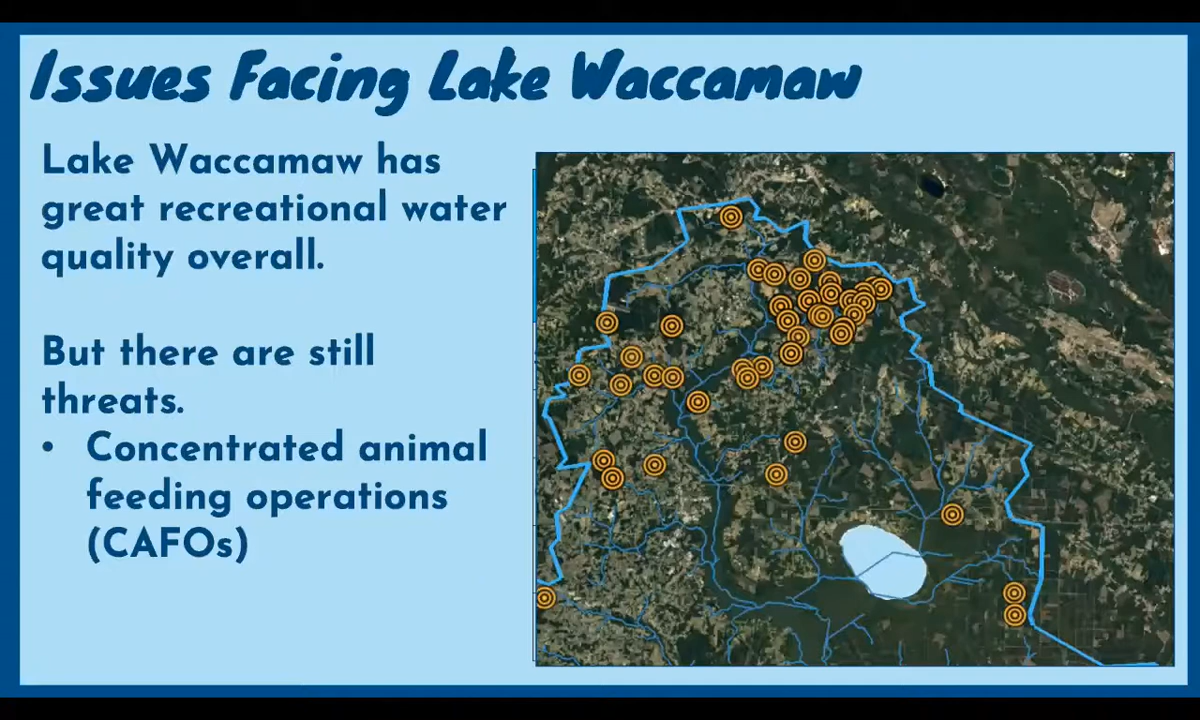 Issues Facing Lake Waccamaw
Lake Waccamaw has
great recreational water
quality overall.
But there are still
threats.
• Concentrated animal
feeding operations
(CAFOs)